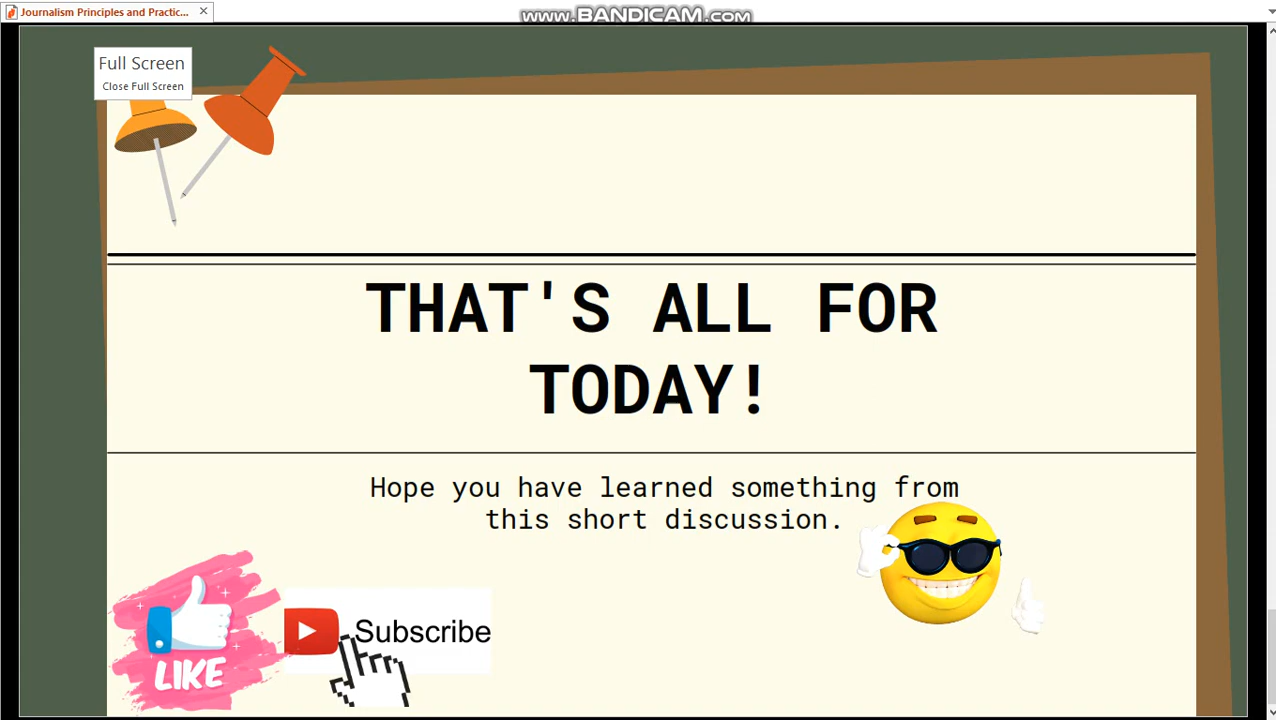 Journalism Principles and Practic...
www.BANDICAM.com
Full Screen
Close Full Screen
THAT'S ALL FOR
TODAY!
Hope you have learned something from
this short discussion.
LIKE
Subscribe